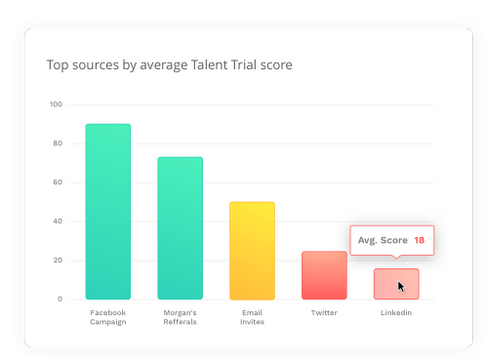 Top sources by average Talent Trial score
100
80
60
40
20
0
Avg. Score 18
Facebook
Campaign
Morgan's
Refferals
Email
Invites
Twitter
Linkedin